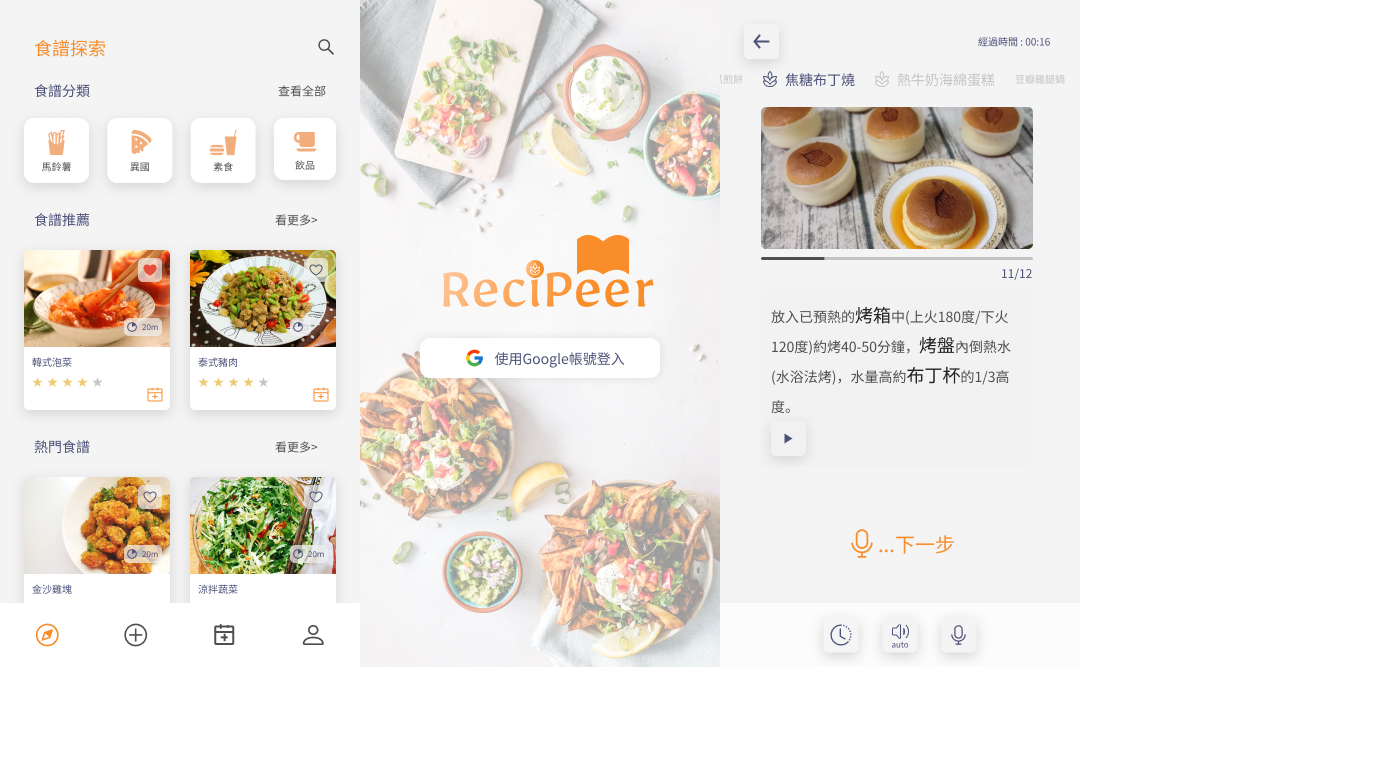 食譜探索
食譜分類
查看全部
馬鈴薯
異國
素食
飲品
食譜推薦
看更多>
20m
韓式泡菜
泰式豬肉
熱門食譜
看更多>
20m
20m
金沙雞塊
涼拌蔬菜
ReciPeer
使用Google帳號登入
經過時間 : 00:16
煎餅
焦糖布丁燒
熱牛奶海綿蛋糕
豆瓣雞腿鍋
11/12
放入已預熱的烤箱中(上火180度/下火
120度)約烤40-50分鐘，烤盤內倒熱水
(水浴法烤)，水量高約布丁杯的1/3高
度。
...下一步
auto